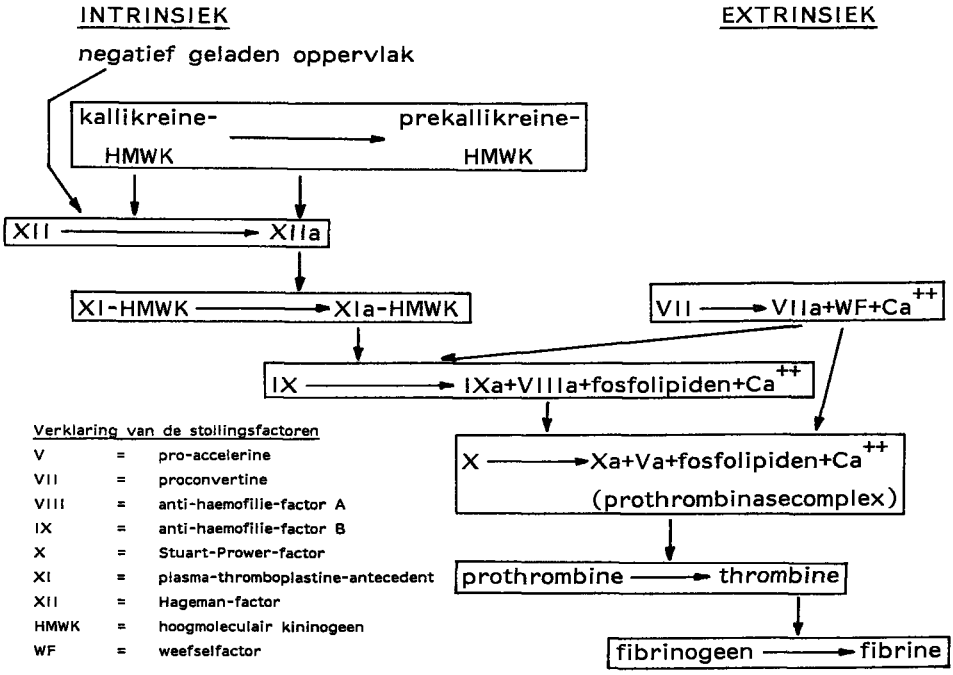 INTRINSIEK
EXTRINSIEK
negatief geladen oppervlak
kallikreine- prekallikreine-
HMWK HMWK
XII XIIa
XI-HMWK XIa-HMWK
VII VIIa+WF+Ca++
IX IXa+VIIIa+fosfolipiden+Ca++
X Xa+Va+fosfolipiden+Ca++
(prothrombinasecomplex)
prothrombine thrombine
fibrinogeen fibrine
Verklaring van de stollingsfactoren
V = pro-accelerine
VII = proconvertine
VIII = anti-haemofilie-factor A
IX = anti-haemofilie-factor B
X = Stuart-Prower-factor
XI = plasma-thromboplastine-antecedent
XII = Hageman-factor
HMWK = hoogmoleculair kininogeen
WF = weefselfactor